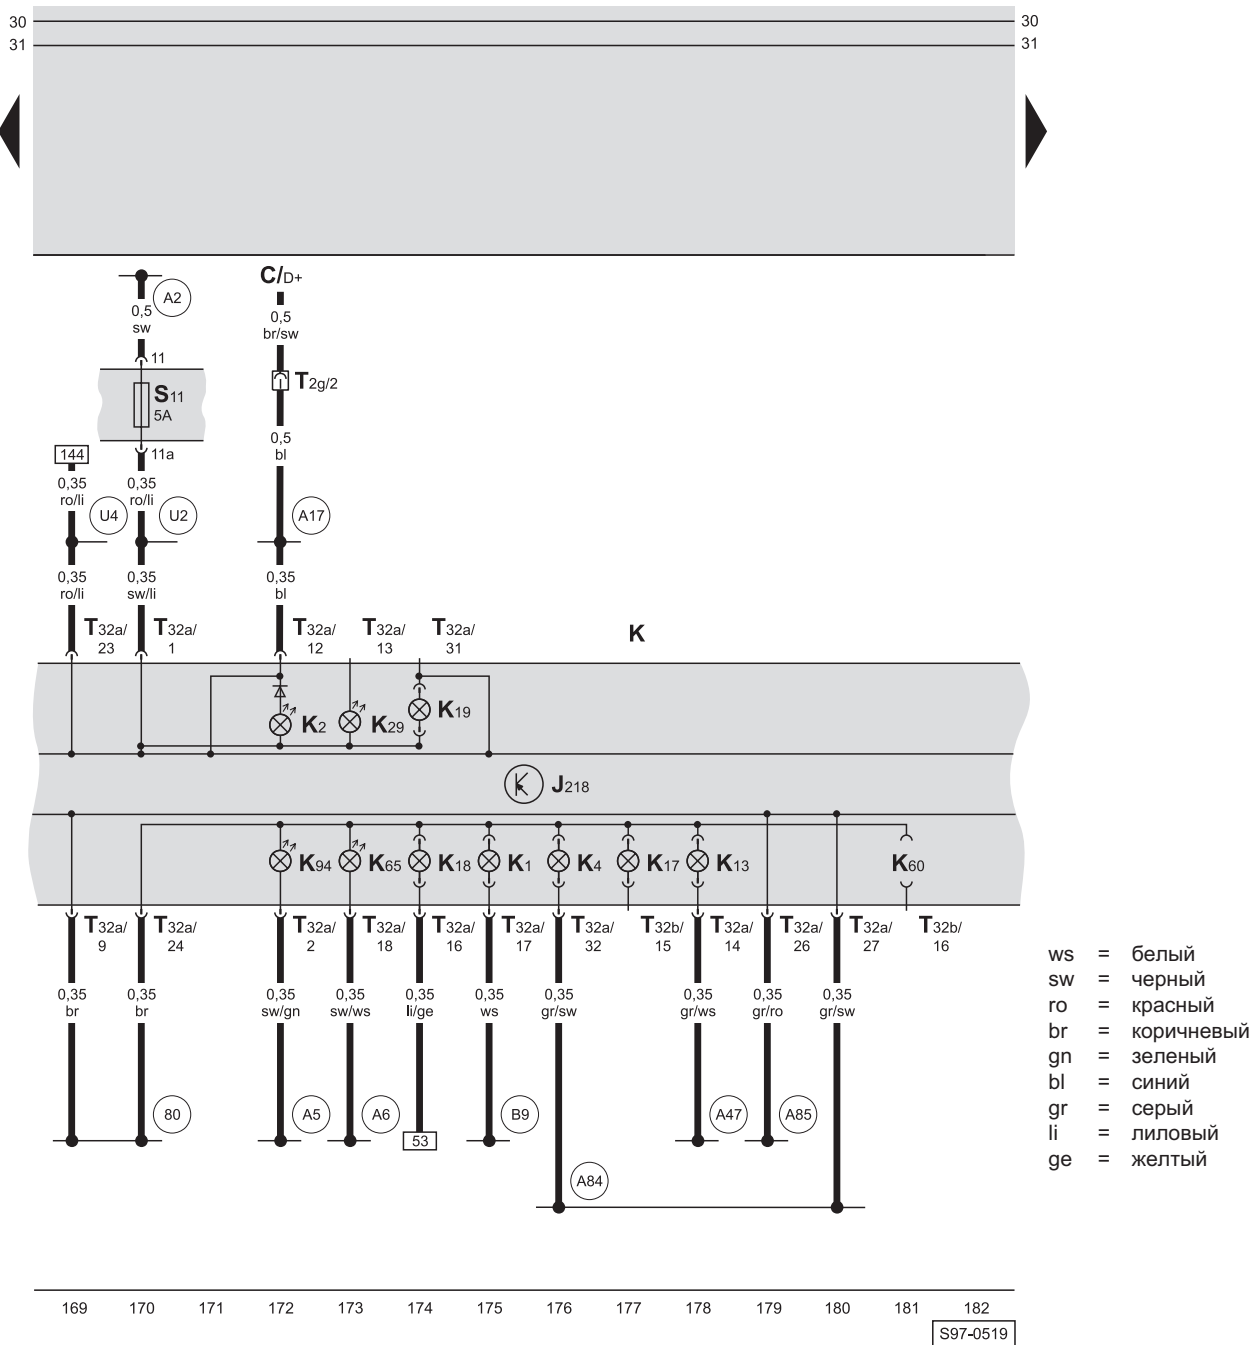 30 30
31 31
C/D+
A2
0,5
sw
0,5
br/sw
11
T2g/2
S11
5A
0,5
bl
144
11a
0,35
ro/li
0,35
ro/li
U4
U2
A17
0,35
ro/li
0,35
sw/li
0,35
bl
T32a/
23
T32a/
1
T32a/
12
T32a/
13
T32a/
31
K
K2
K29
K19
J218
K94
K65
K18
K1
K4
K17
K13
K60
T32a/
9
T32a/
24
T32a/
2
T32a/
18
T32a/
16
T32a/
17
T32a/
32
T32b/
15
T32a/
14
T32a/
26
T32a/
27
T32b/
16
0,35
br
0,35
br
0,35
sw/gn
0,35
sw/ws
0,35
li/ge
0,35
ws
0,35
gr/sw
0,35
gr/ws
0,35
gr/ro
0,35
gr/sw
80
A5
A6
53
B9
A47
A85
A84
ws = белый
sw = черный
ro = красный
br = коричневый
gn = зеленый
bl = синий
gr = серый
li = лиловый
ge = желтый
169 170 171 172 173 174 175 176 177 178 179 180 181 182
S97-0519